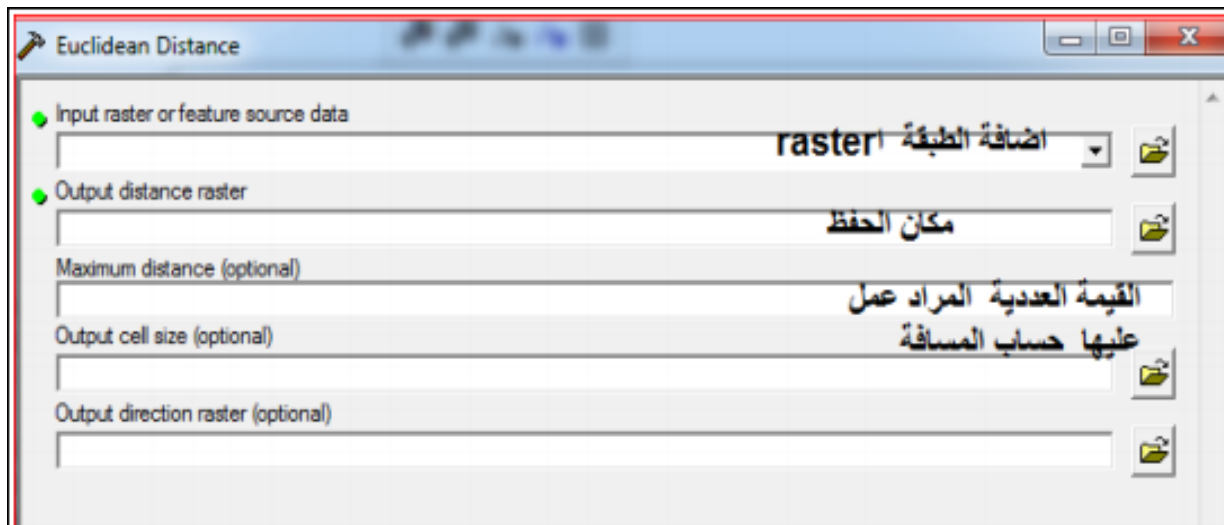 Euclidean Distance
Input raster or feature source data
اضافة الطبقة raster
Output distance raster
مكان الحفظ
Maximum distance (optional)
القيمة العددية المراد عمل
عليها حساب المسافة
Output cell size (optional)
Output direction raster (optional)